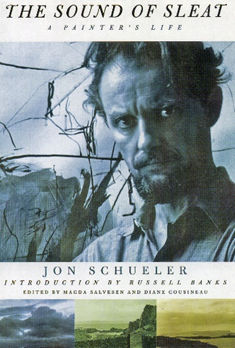 THE SOUND OF SLEAT
A PAINTER'S LIFE
JON SCHUELER
INTRODUCTION BY RUSSELL BANKS
EDITED BY MAGDA SALVESEN AND DIANE COUSINEAU